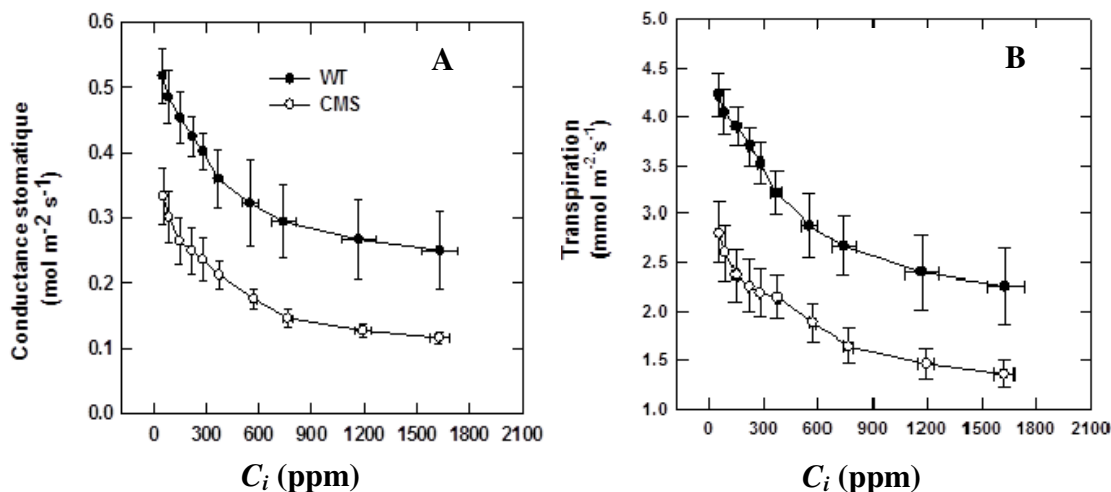 Conductance stomatique
(mol m-2 s-1)
0.6
0.5
0.4
0.3
0.2
0.1
0.0
A
WT
CMS
0 300 600 900 1200 1500 1800 2100
Ci (ppm)
Transpiration
(mmol m-2 s-1)
5.0
4.5
4.0
3.5
3.0
2.5
2.0
1.5
1.0
B
0 300 600 900 1200 1500 1800 2100
Ci (ppm)